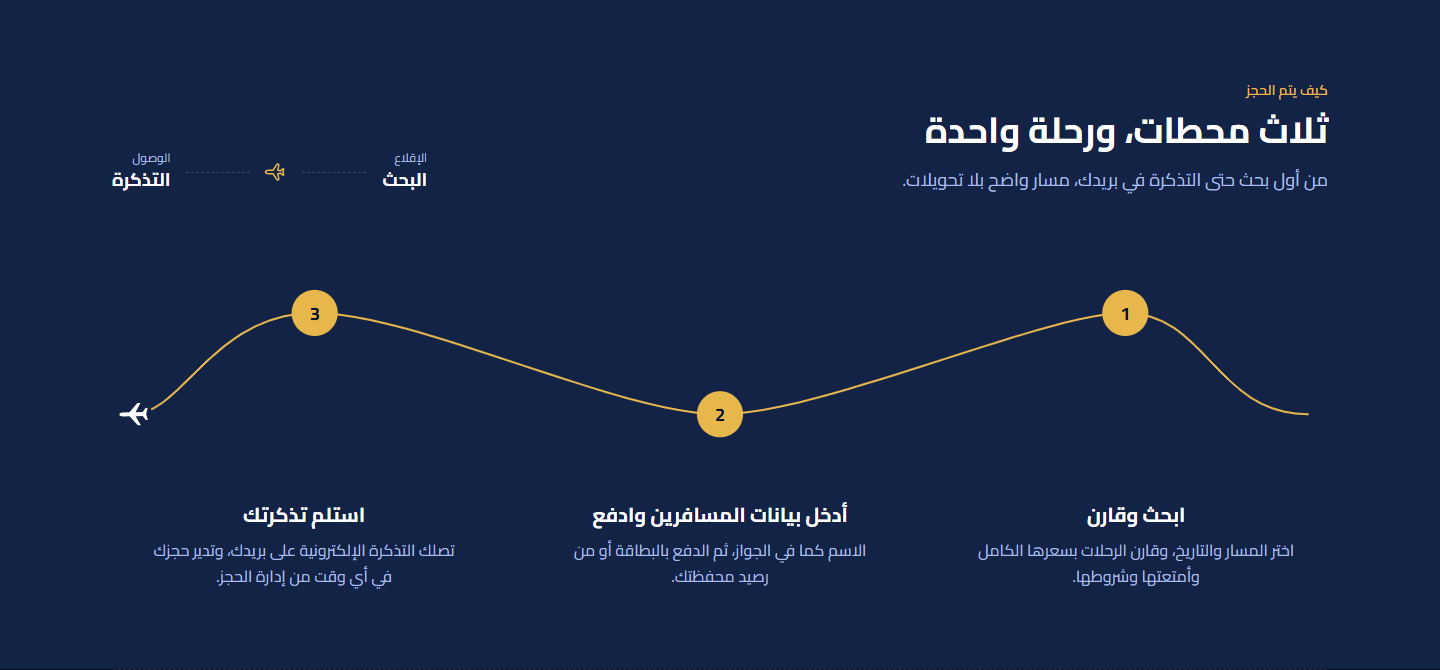 كيف يتم الحجز
ثلاث محطات، ورحلة واحدة
من أول بحث حتى التذكرة في بريدك، مسار واضح بلا تحويلات.
الإقلاع
البحث
الوصول
التذكرة
1
2
3
ابحث وقارن
اختر المسار والتاريخ، وقارن الرحلات بسعرها الكامل
وأمتعتها وشروطها.
أدخل بيانات المسافرين وادفع
الاسم كما في الجواز، ثم الدفع بالبطاقة أو من
رصيد محفظتك.
استلم تذكرتك
تصلك التذكرة الإلكترونية على بريدك، وتدير حجزك
في أي وقت من إدارة الحجز.